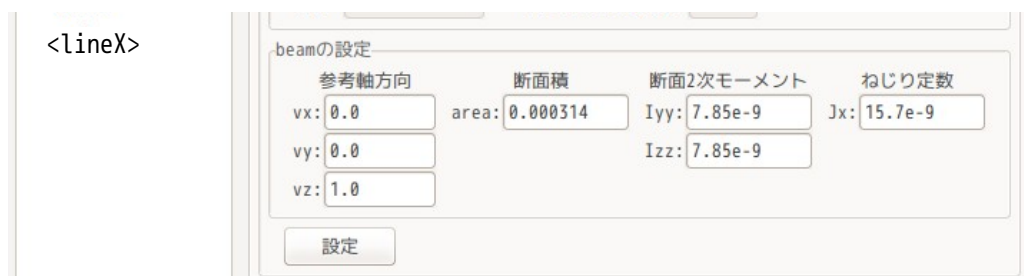 <lineX>
beamの設定
参考軸方向 断面積 断面2次モーメント ねじり定数
vx: 0.0 area: 0.000314 Iyy: 7.85e-9 Jx: 15.7e-9
vy: 0.0 Izz: 7.85e-9
vz: 1.0
設定